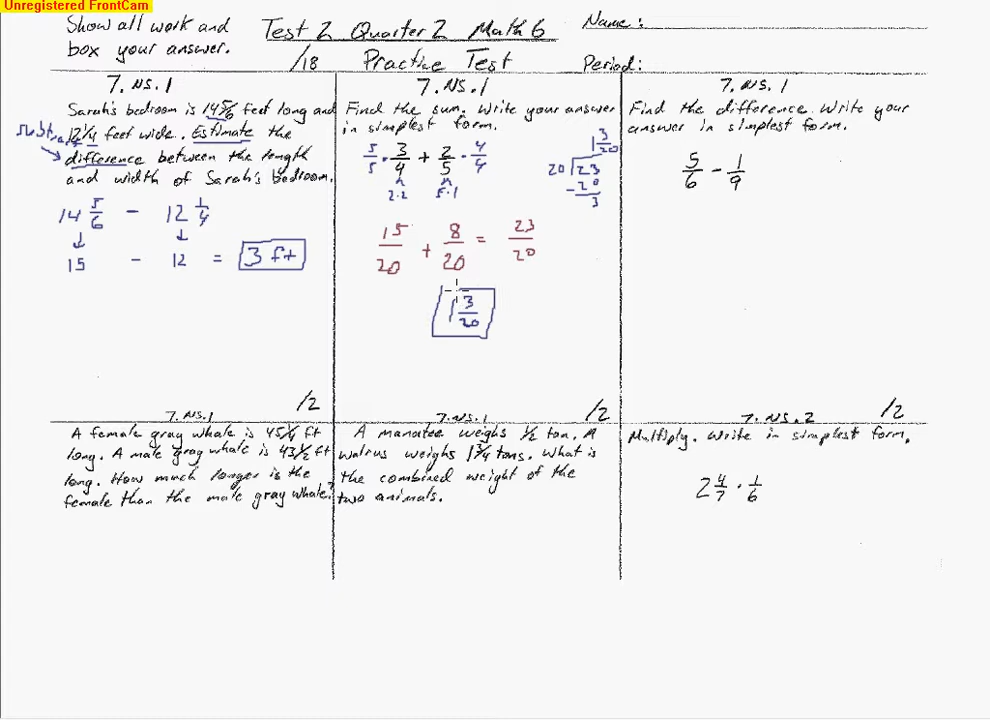 Unregistered FrontCam
Show all work and
box your answer.
Test 2 Quarter 2 Math 6
Name:
/18
Practice Test
Period:
7.NS.1
Sarah's bedroom is 14 5/6 feet long and
12 1/4 feet wide. Estimate the
difference between the length
and width of Sarah's bedroom.
14 5/6 - 12 1/4
15 - 12 = 3 ft
/2
7.NS.1
Find the sum. Write your answer
in simplest form.
5/5 · 3/4 + 2/5 · 4/4
2·2 5·1
1 3/20
20 23
-20
3
15/20 + 8/20 = 23/20
1 3/20
/2
7.NS.1
Find the difference. Write your
answer in simplest form.
5/6 - 1/9
/2
7.NS.1
A female gray whale is 45 1/4 ft
long. A male gray whale is 43 1/2 ft
long. How much longer is the
female than the male gray whale?
7.NS.1
A manatee weighs 1/2 ton. A
walrus weighs 1 3/4 tons. What is
the combined weight of the
two animals.
7.NS.2
Multiply. Write in simplest form.
2 4/7 · 1/6